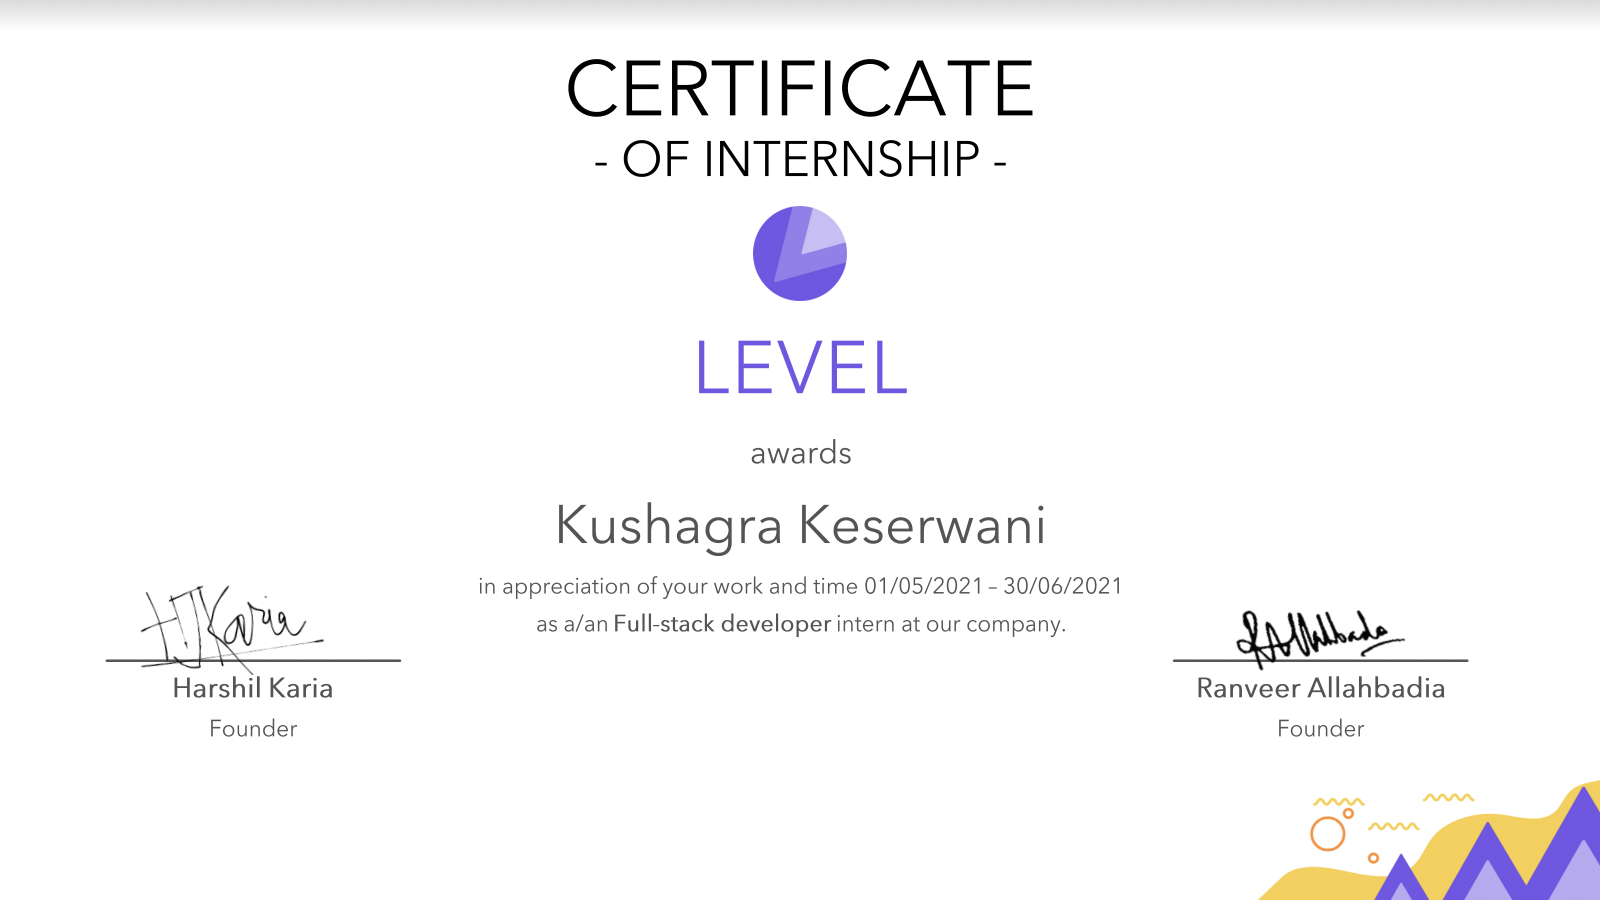 CERTIFICATE
- OF INTERNSHIP -
LEVEL
awards
Kushagra Keserwani
in appreciation of your work and time 01/05/2021 – 30/06/2021
as a/an Full-stack developer intern at our company.
HJKaria
Harshil Karia
Founder
RAllahbadia
Ranveer Allahbadia
Founder